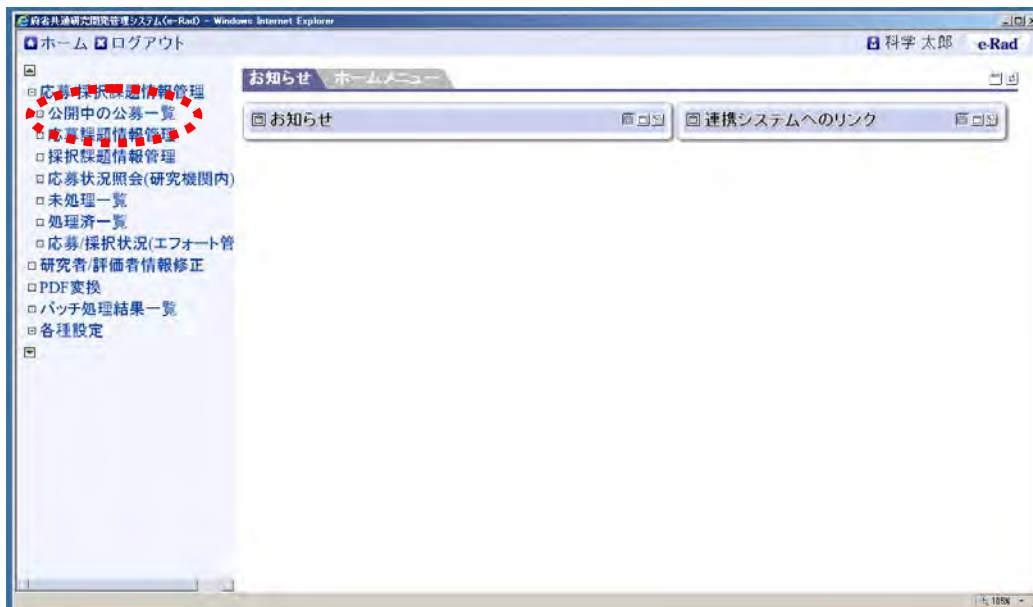 府省共通研究開発管理システム(e-Rad) - Windows Internet Explorer
ホーム ログアウト
科学 太郎 e-Rad
お知らせ ホームメニュー
応募/採択課題情報管理
公開中の公募一覧
応募課題情報管理
採択課題情報管理
応募状況照会(研究機関内)
未処理一覧
処理済一覧
応募/採択状況(エフォート管
研究者/評価者情報修正
PDF変換
バッチ処理結果一覧
各種設定
お知らせ
連携システムへのリンク
105%